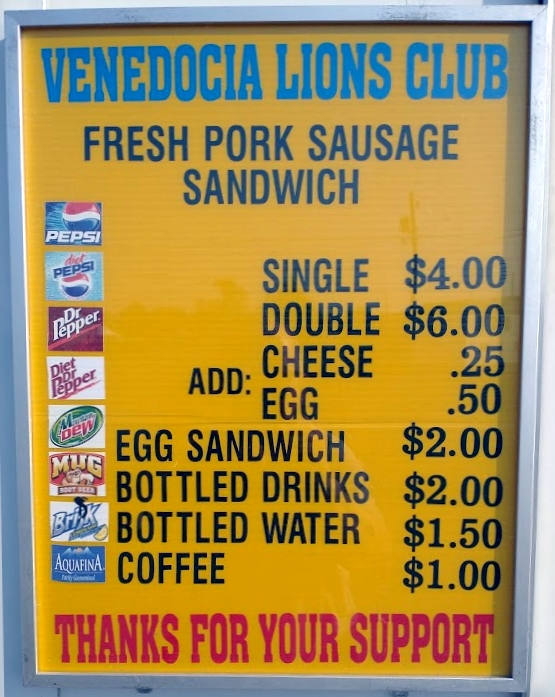 VENEDOCIA LIONS CLUB
FRESH PORK SAUSAGE
SANDWICH
PEPSI
diet
PEPSI
SINGLE $4.00
Dr
Pepper
DOUBLE $6.00
Diet
Dr
Pepper
ADD: CHEESE .25
EGG .50
Mountain
DEW
EGG SANDWICH $2.00
MUG
ROOT BEER
BOTTLED DRINKS $2.00
Brisk
BOTTLED WATER $1.50
AQUAFINA
Purity Guaranteed
COFFEE $1.00
THANKS FOR YOUR SUPPORT